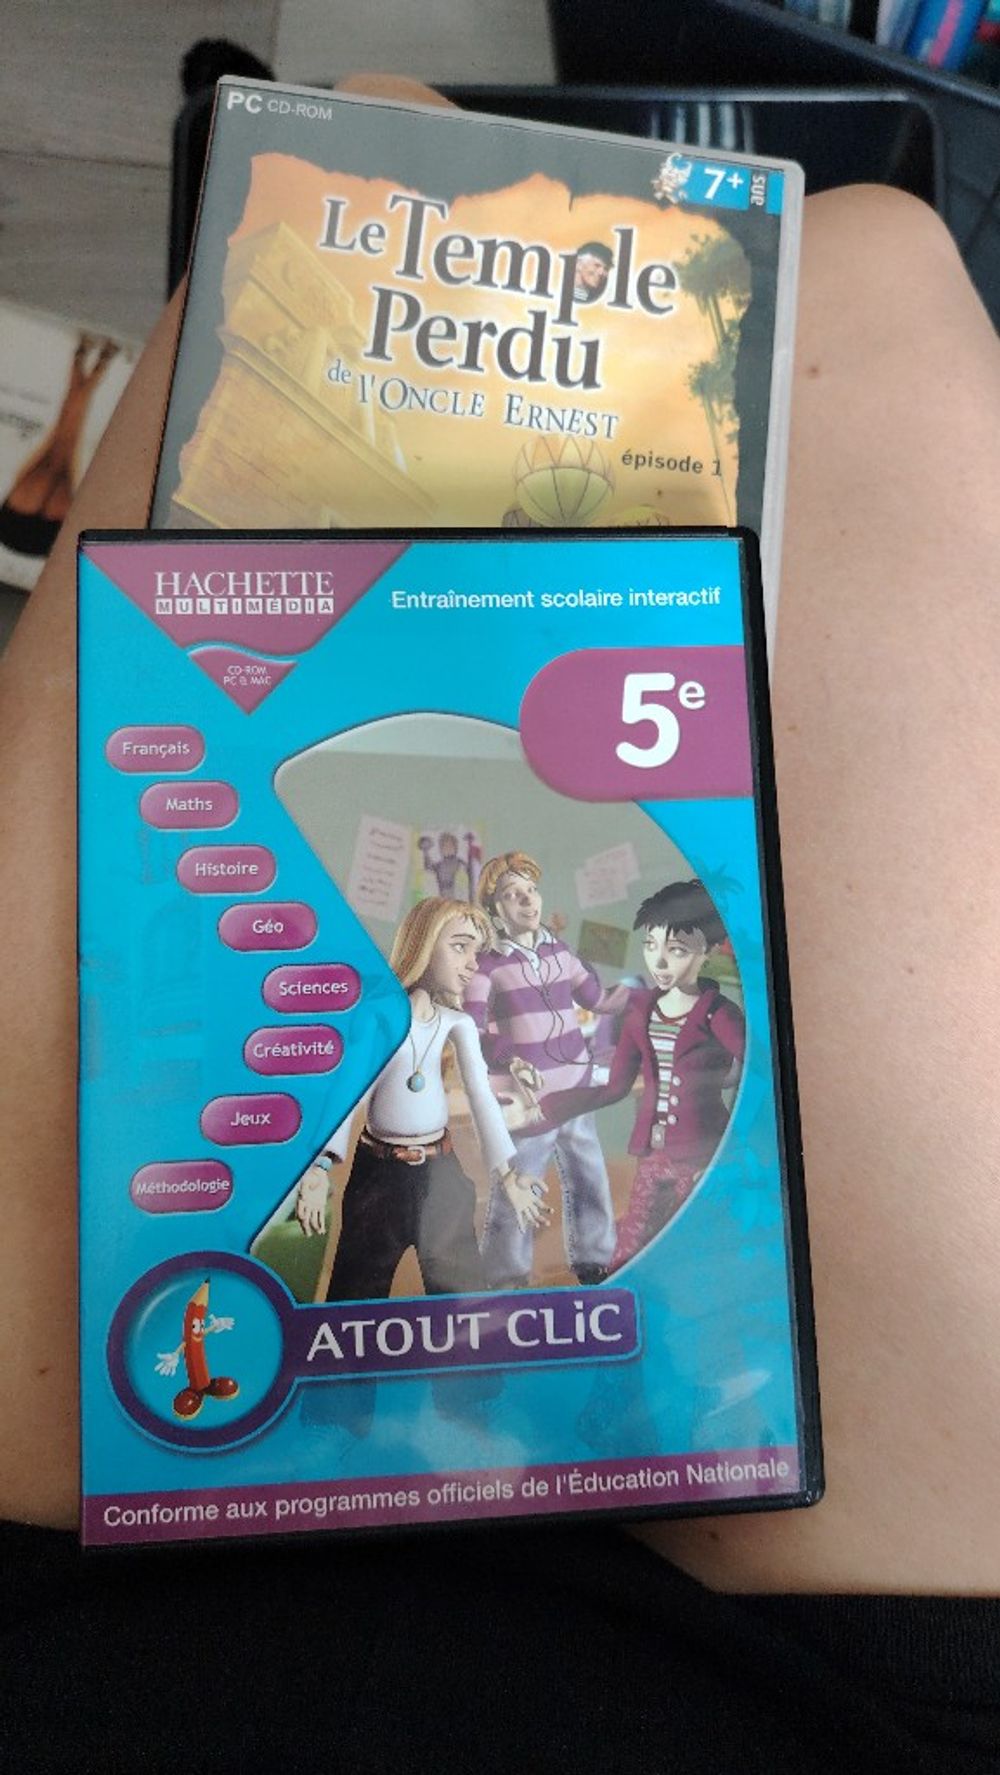 PC CD-ROM
7+
ans
Le Temple
Perdu
de l'ONCLE ERNEST
épisode 1
HACHETTE
MULTIMÉDIA
CD-ROM
PC & MAC
Entraînement scolaire interactif
5e
Français
Maths
Histoire
Géo
Sciences
Créativité
Jeux
Méthodologie
ATOUT CLiC
Conforme aux programmes officiels de l'Éducation Nationale